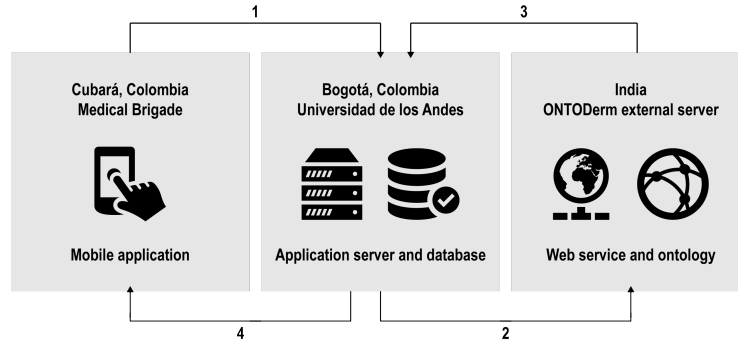 1
3
Cubará, Colombia
Medical Brigade
Mobile application
Bogotá, Colombia
Universidad de los Andes
Application server and database
India
ONTODerm external server
Web service and ontology
4
2